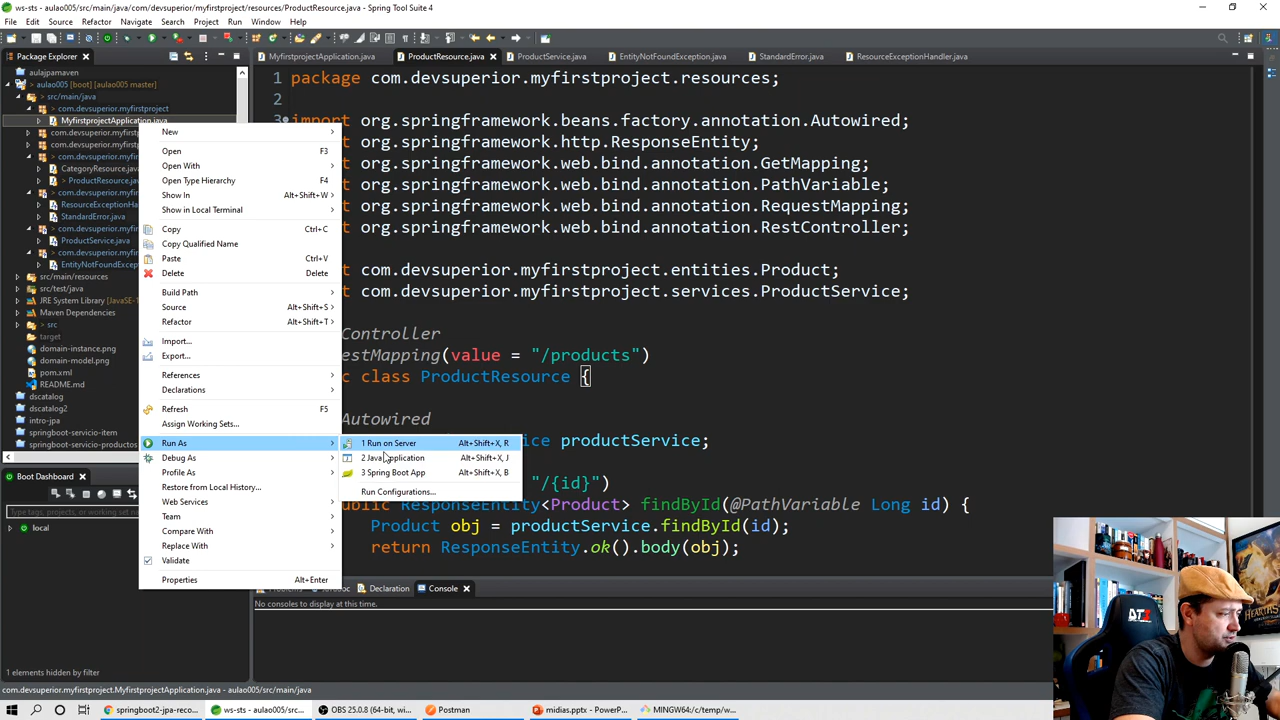 ws-sts - aulao005/src/main/java/com/devsuperior/myfirstproject/resources/ProductResource.java - Spring Tool Suite 4
File Edit Source Refactor Navigate Search Project Run Window Help
Package Explorer
MyfirstprojectApplication.java
ProductResource.java
ProductService.java
EntityNotFoundException.java
StandardError.java
ResourceExceptionHandler.java
aulajpamaven
> aulao005 [boot] [aulao005 master]
> src/main/java
> com.devsuperior.myfirstproject
MyfirstprojectApplication.java
com.devsuperior.myfirstp
com.devsuperior.myfirstp
> com.devsuperior.myfi
CategoryResource.java
> ProductResource.jav
> com.devsuperior.myfi
ResourceExceptionHa
StandardError.java
> com.devsuperior.myfi
ProductService.java
> com.devsuperior.myfi
EntityNotFoundExcep
src/main/resources
src/test/java
JRE System Library [JavaSE-1
Maven Dependencies
> src
target
domain-instance.png
domain-model.png
pom.xml
README.md
dscatalog
dscatalog2
intro-jpa
springboot-servicio-item
springboot-servicio-productos
Boot Dashboard
Type tags, projects, or working set n
local
1 elements hidden by filter
New
Open F3
Open With
Open Type Hierarchy F4
Show In Alt+Shift+W
Show in Local Terminal
Copy Ctrl+C
Copy Qualified Name
Paste Ctrl+V
Delete Delete
Build Path
Source Alt+Shift+S
Refactor Alt+Shift+T
Import...
Export...
References
Declarations
Refresh F5
Assign Working Sets...
Run As
Debug As
Profile As
Restore from Local History...
Web Services
Team
Compare With
Replace With
Validate
Properties Alt+Enter
1 Run on Server Alt+Shift+X, R
2 Java Application Alt+Shift+X, J
3 Spring Boot App Alt+Shift+X, B
Run Configurations...
1 package com.devsuperior.myfirstproject.resources;
2
3 import org.springframework.beans.factory.annotation.Autowired;
t org.springframework.http.ResponseEntity;
t org.springframework.web.bind.annotation.GetMapping;
t org.springframework.web.bind.annotation.PathVariable;
t org.springframework.web.bind.annotation.RequestMapping;
t org.springframework.web.bind.annotation.RestController;
t com.devsuperior.myfirstproject.entities.Product;
t com.devsuperior.myfirstproject.services.ProductService;
Controller
estMapping(value = "/products")
c class ProductResource {
Autowired
ice productService;
"/{id}")
ublic ResponseEntity<Product> findById(@PathVariable Long id) {
Product obj = productService.findById(id);
return ResponseEntity.ok().body(obj);
Problems Javadoc Declaration Console
No consoles to display at this time.
com.devsuperior.myfirstproject.MyfirstprojectApplication.java - aulao005/src/main/java
DT3
springboot2-jpa-reco...
ws-sts - aulao005/src...
OBS 25.0.8 (64-bit, wi...
Postman
midias.pptx - PowerP...
MINGW64:/c/temp/w...